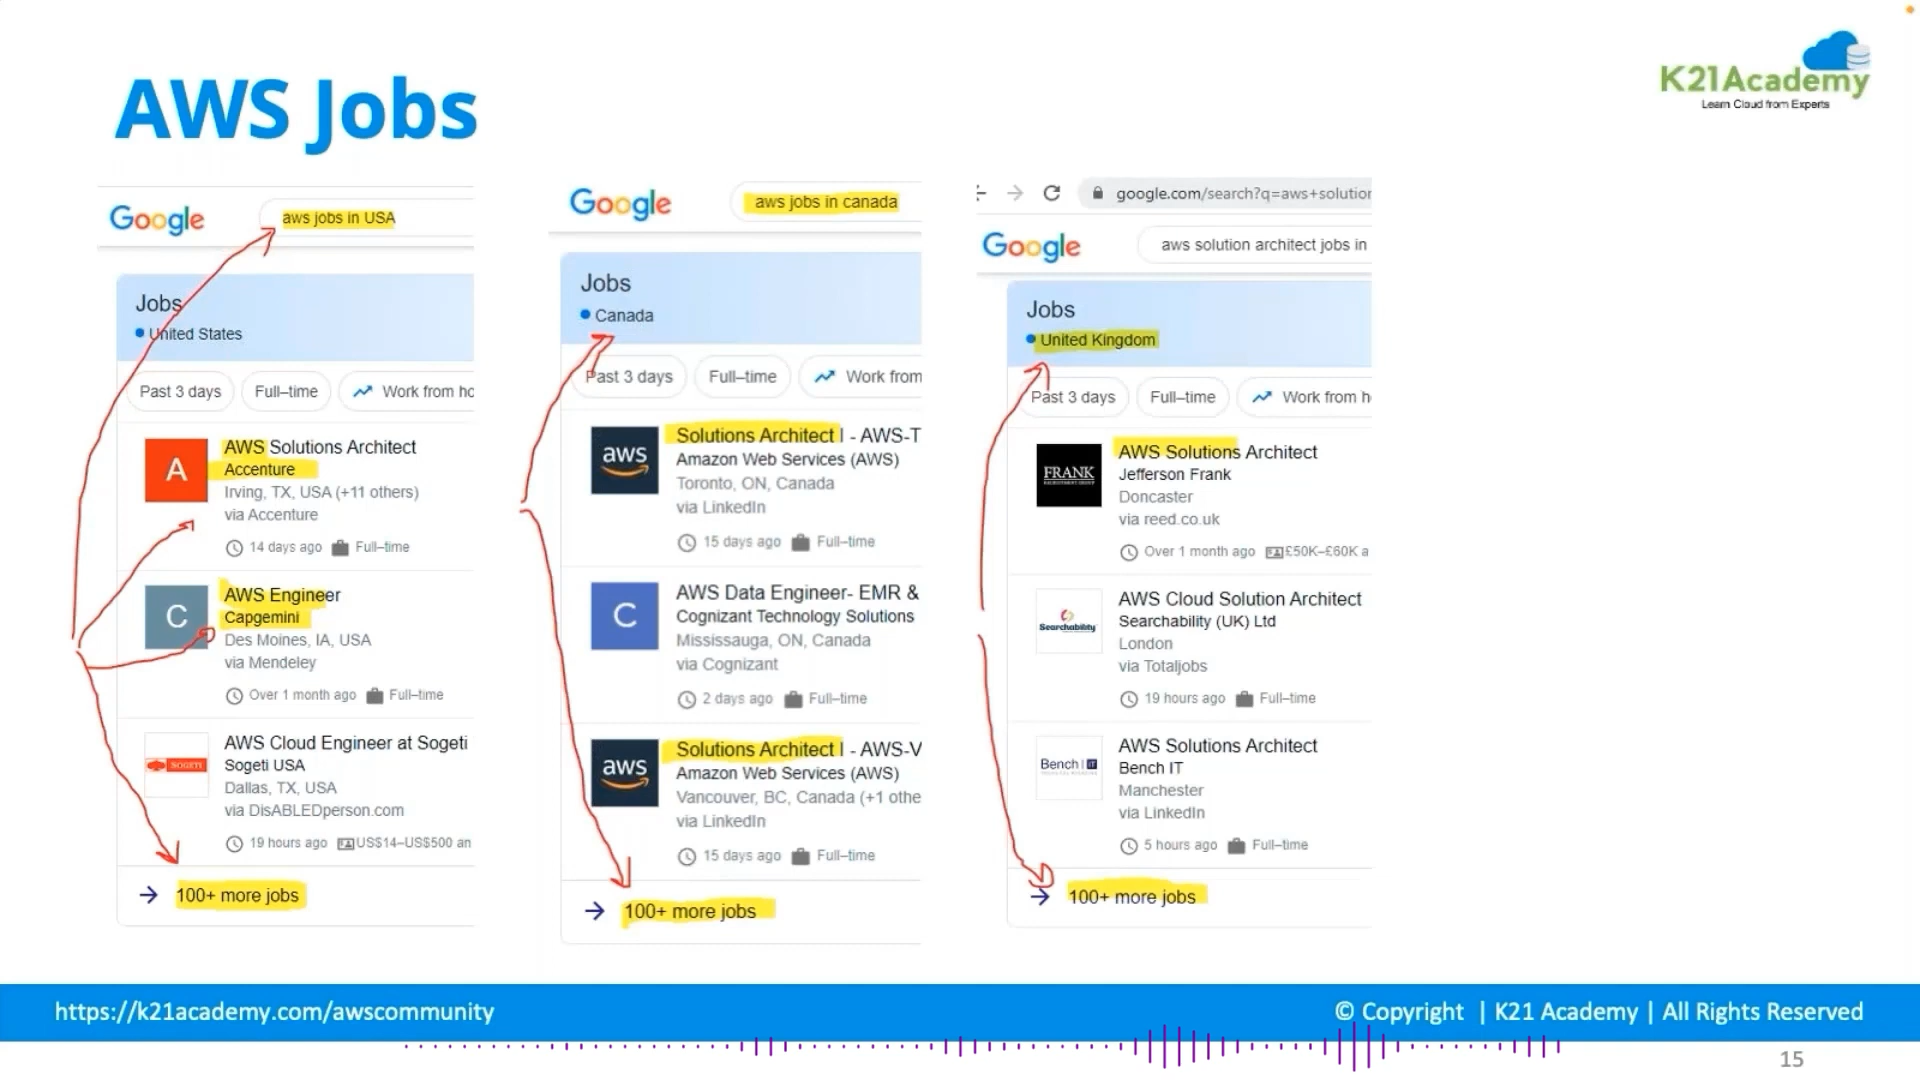 AWS Jobs
K21Academy
Learn Cloud from Experts
Google
aws jobs in USA
Jobs
United States
Past 3 days
Full-time
Work from ho
A
AWS Solutions Architect
Accenture
Irving, TX, USA (+11 others)
via Accenture
14 days ago
Full-time
C
AWS Engineer
Capgemini
Des Moines, IA, USA
via Mendeley
Over 1 month ago
Full-time
SOGETI
AWS Cloud Engineer at Sogeti
Sogeti USA
Dallas, TX, USA
via DisABLEDperson.com
19 hours ago
US$14–US$500 an
100+ more jobs
Google
aws jobs in canada
Jobs
Canada
Past 3 days
Full-time
Work from
aws
Solutions Architect I - AWS-T
Amazon Web Services (AWS)
Toronto, ON, Canada
via LinkedIn
15 days ago
Full-time
C
AWS Data Engineer- EMR &
Cognizant Technology Solutions
Mississauga, ON, Canada
via Cognizant
2 days ago
Full-time
aws
Solutions Architect I - AWS-V
Amazon Web Services (AWS)
Vancouver, BC, Canada (+1 othe
via LinkedIn
15 days ago
Full-time
100+ more jobs
google.com/search?q=aws+solution
Google
aws solution architect jobs in
Jobs
United Kingdom
Past 3 days
Full-time
Work from h
FRANK
AWS Solutions Architect
Jefferson Frank
Doncaster
via reed.co.uk
Over 1 month ago
£50K–£60K a
Searchability
AWS Cloud Solution Architect
Searchability (UK) Ltd
London
via Totaljobs
19 hours ago
Full-time
Bench IT
AWS Solutions Architect
Bench IT
Manchester
via LinkedIn
5 hours ago
Full-time
100+ more jobs
https://k21academy.com/awscommunity
© Copyright | K21 Academy | All Rights Reserved
15